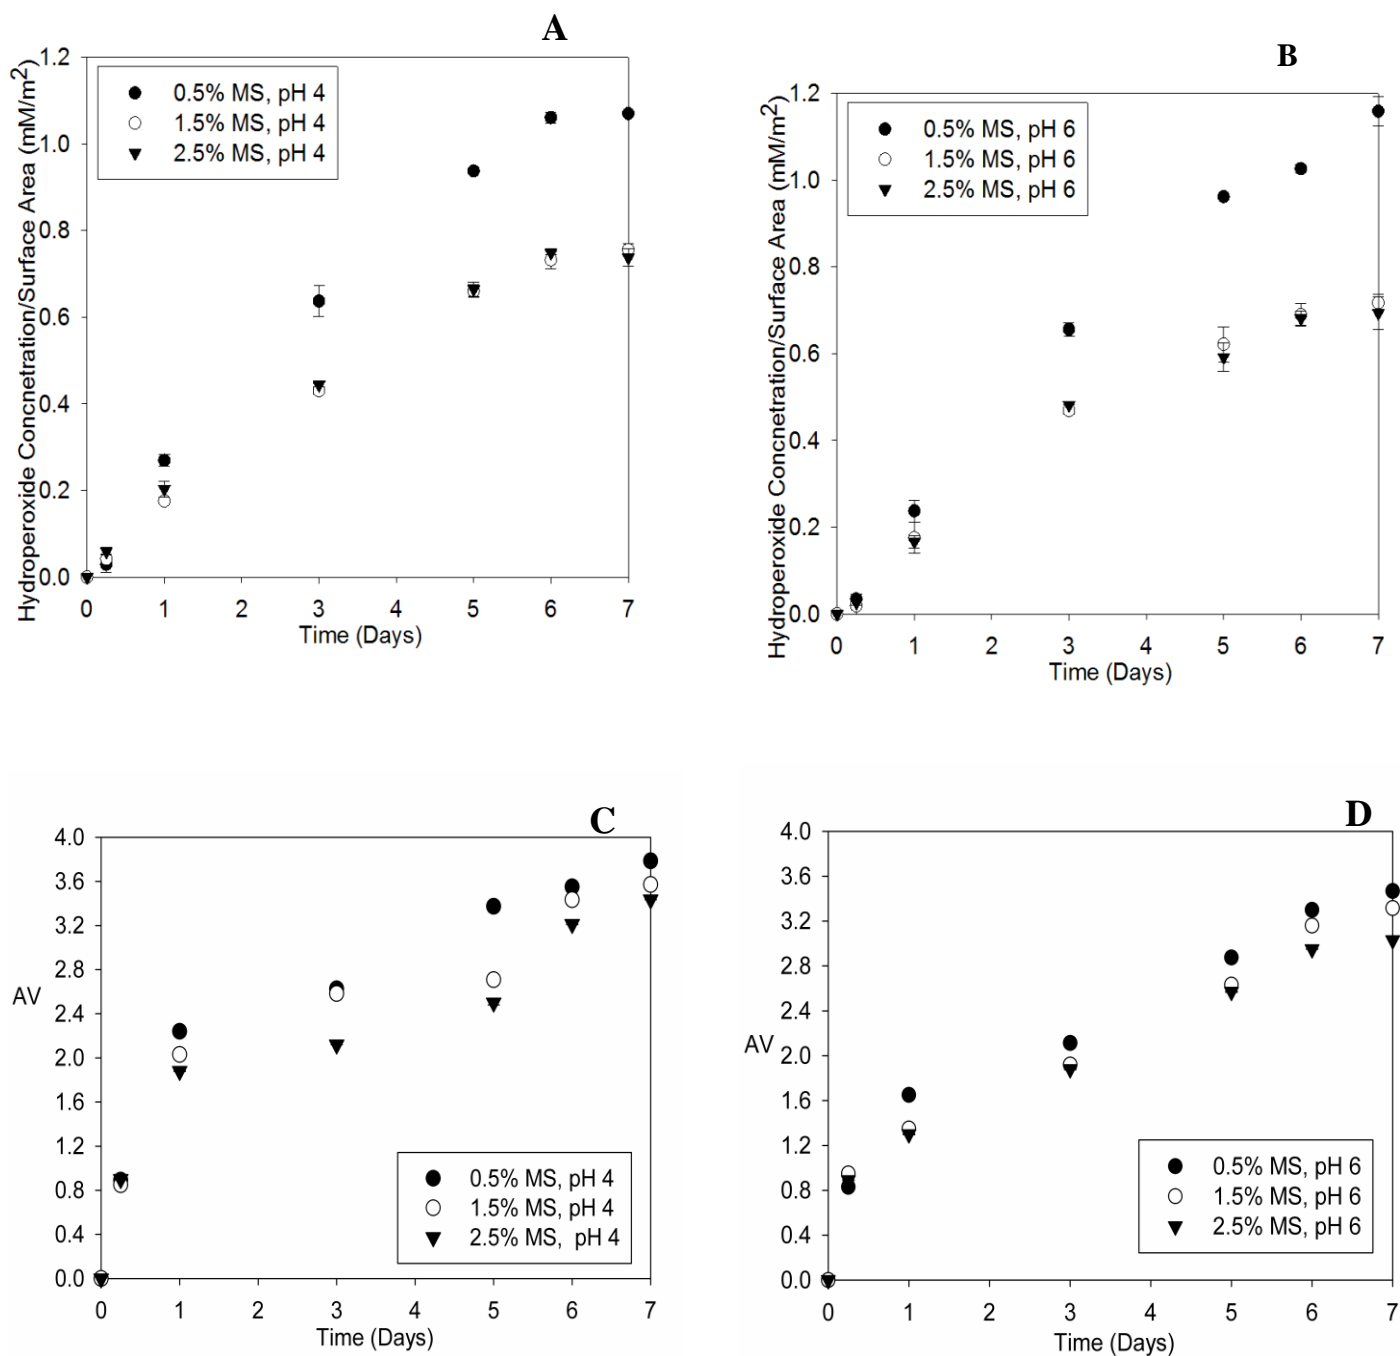 A
Hydroperoxide Concnetration/Surface Area (mM/m²)
1.2
1.0
0.8
0.6
0.4
0.2
0.0
0.5% MS, pH 4
1.5% MS, pH 4
2.5% MS, pH 4
0 1 2 3 4 5 6 7
Time (Days)
B
Hydroperoxide Concnetration/Surface Area (mM/m²)
1.2
1.0
0.8
0.6
0.4
0.2
0.0
0.5% MS, pH 6
1.5% MS, pH 6
2.5% MS, pH 6
0 1 2 3 4 5 6 7
Time (Days)
C
AV
4.0
3.6
3.2
2.8
2.4
2.0
1.6
1.2
0.8
0.4
0.0
0.5% MS, pH 4
1.5% MS, pH 4
2.5% MS, pH 4
0 1 2 3 4 5 6 7
Time (Days)
D
AV
4.0
3.6
3.2
2.8
2.4
2.0
1.6
1.2
0.8
0.4
0.0
0.5% MS, pH 6
1.5% MS, pH 6
2.5% MS, pH 6
0 1 2 3 4 5 6 7
Time (Days)